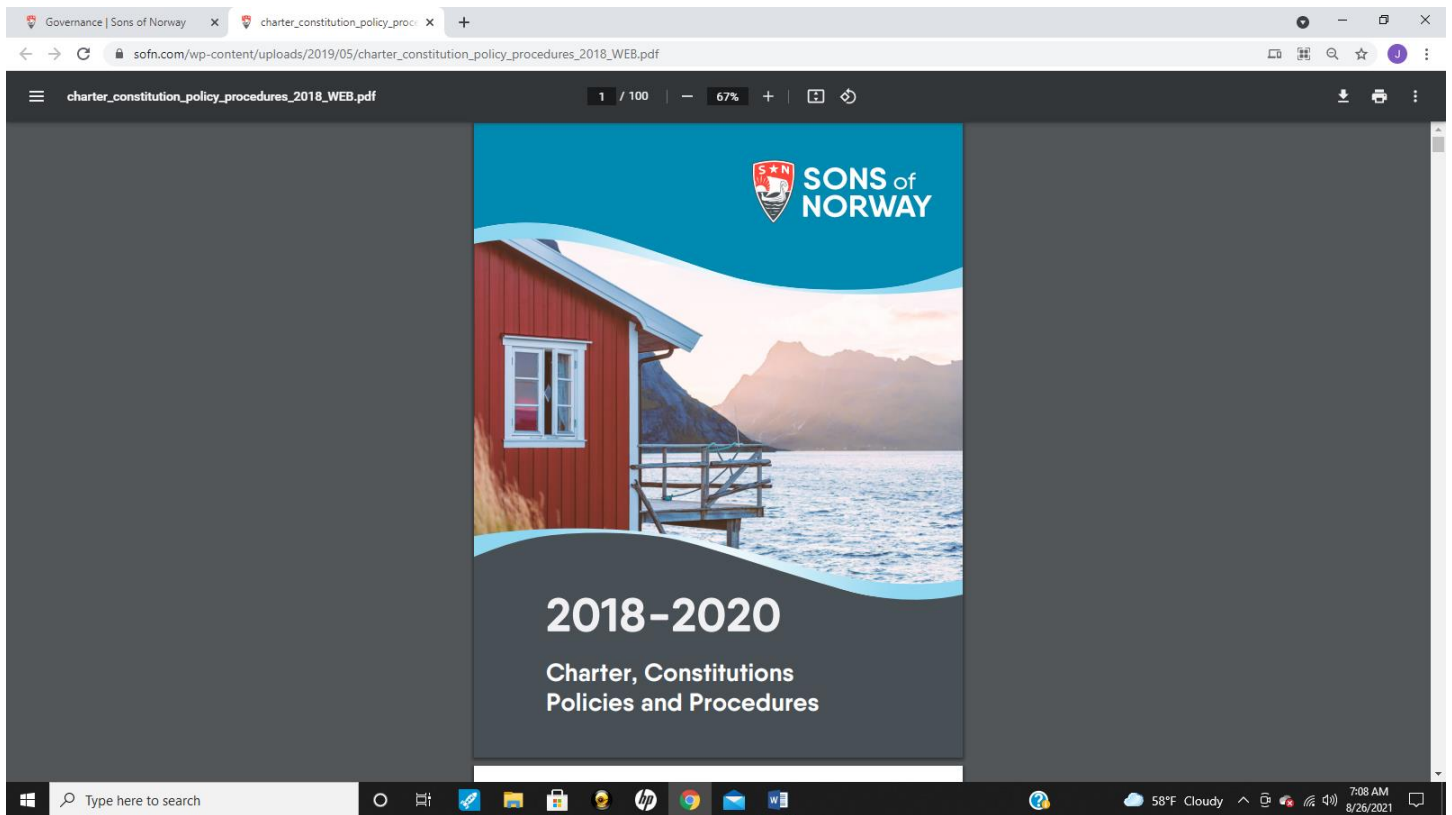 Governance | Sons of Norway
charter_constitution_policy_proce
sofn.com/wp-content/uploads/2019/05/charter_constitution_policy_procedures_2018_WEB.pdf
J
charter_constitution_policy_procedures_2018_WEB.pdf
1 / 100
67%
S N
SONS of
NORWAY
2018-2020
Charter, Constitutions
Policies and Procedures
Type here to search
hp
W
58°F Cloudy
7:08 AM
8/26/2021